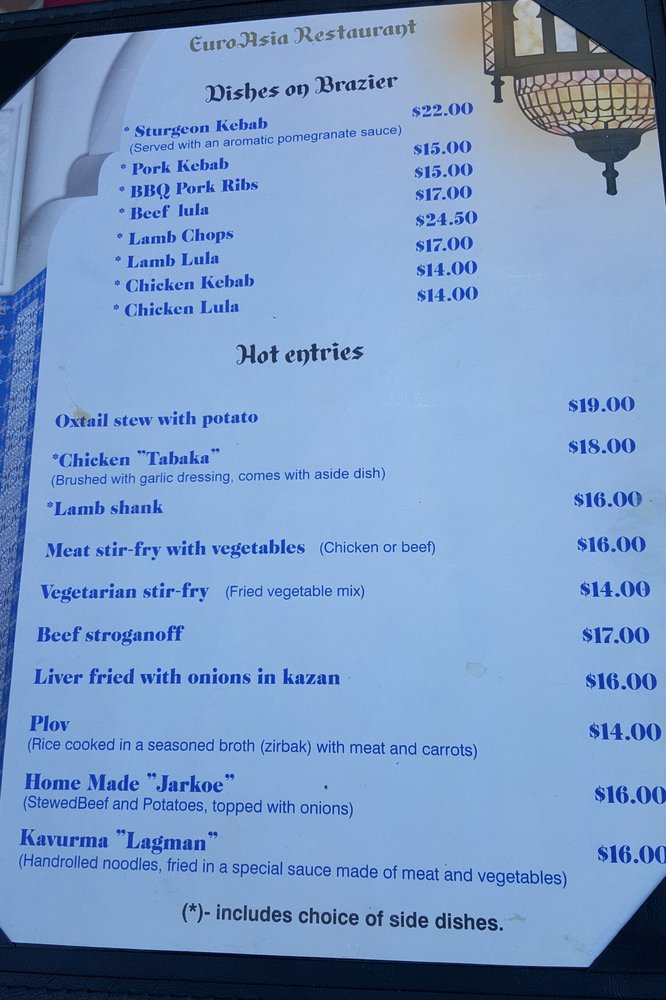 EuroAsia Restaurant
Dishes on Brazier
* Sturgeon Kebab $22.00
(Served with an aromatic pomegranate sauce)
* Pork Kebab $15.00
* BBQ Pork Ribs $15.00
* Beef lula $17.00
* Lamb Chops $24.50
* Lamb Lula $17.00
* Chicken Kebab $14.00
* Chicken Lula $14.00
Hot entries
Oxtail stew with potato $19.00
*Chicken "Tabaka" $18.00
(Brushed with garlic dressing, comes with aside dish)
*Lamb shank $16.00
Meat stir-fry with vegetables (Chicken or beef) $16.00
Vegetarian stir-fry (Fried vegetable mix) $14.00
Beef stroganoff $17.00
Liver fried with onions in kazan $16.00
Plov $14.00
(Rice cooked in a seasoned broth (zirbak) with meat and carrots)
Home Made "Jarkoe" $16.00
(StewedBeef and Potatoes, topped with onions)
Kavurma "Lagman" $16.00
(Handrolled noodles, fried in a special sauce made of meat and vegetables)
(*)- includes choice of side dishes.